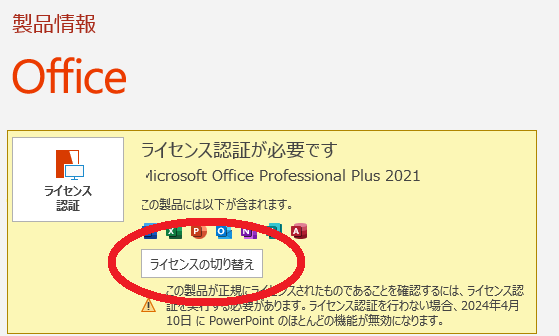 製品情報
Office
ライセンス認証が必要です
Microsoft Office Professional Plus 2021
ライセンス
認証
この製品には以下が含まれます。
ライセンスの切り替え
この製品が正規にライセンスされたものであることを確認するには、ライセンス認
証を実行する必要があります。ライセンス認証を行わない場合、2024年4月
10日 に PowerPoint のほとんどの機能が無効になります。